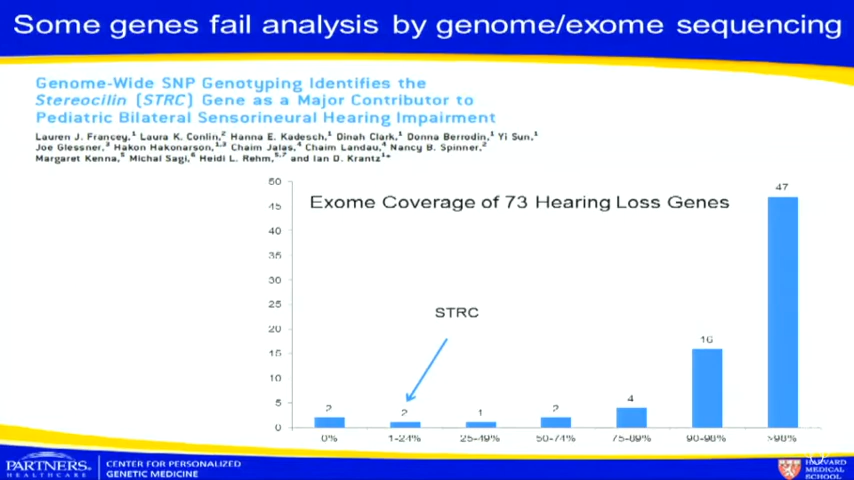 Some genes fail analysis by genome/exome sequencing
Genome-Wide SNP Genotyping Identifies the
Stereocilin (STRC) Gene as a Major Contributor to
Pediatric Bilateral Sensorineural Hearing Impairment
Lauren J. Francey,1 Laura K. Conlin,2 Hanna E. Kadesch,1 Dinah Clark,1 Donna Berrodin,1 Yi Sun,1
Joe Glessner,3 Hakon Hakonarson,1,3 Chaim Jalas,4 Chaim Landau,4 Nancy B. Spinner,2
Margaret Kenna,5 Michal Sagi,6 Heidi L. Rehm,5,7 and Ian D. Krantz1*
Exome Coverage of 73 Hearing Loss Genes
50
45
40
35
30
25
20
15
10
5
0
STRC
2
2
1
2
4
16
47
0%
1-24%
25-49%
50-74%
75-89%
90-98%
>98%
PARTNERS
HEALTHCARE
CENTER FOR PERSONALIZED
GENETIC MEDICINE
HARVARD
MEDICAL
SCHOOL